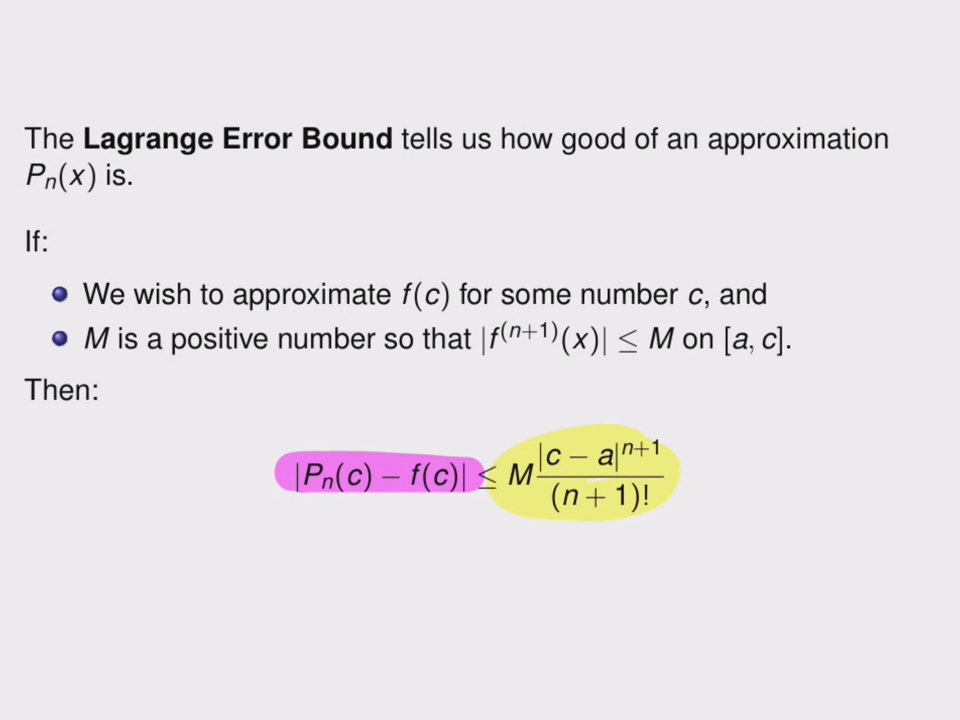 The Lagrange Error Bound tells us how good of an approximation
Pₙ(x) is.
If:
We wish to approximate f(c) for some number c, and
M is a positive number so that |f⁽ⁿ⁺¹⁾(x)| ≤ M on [a, c].
Then:
|Pₙ(c) − f(c)| ≤ M |c − a|ⁿ⁺¹ / (n + 1)!